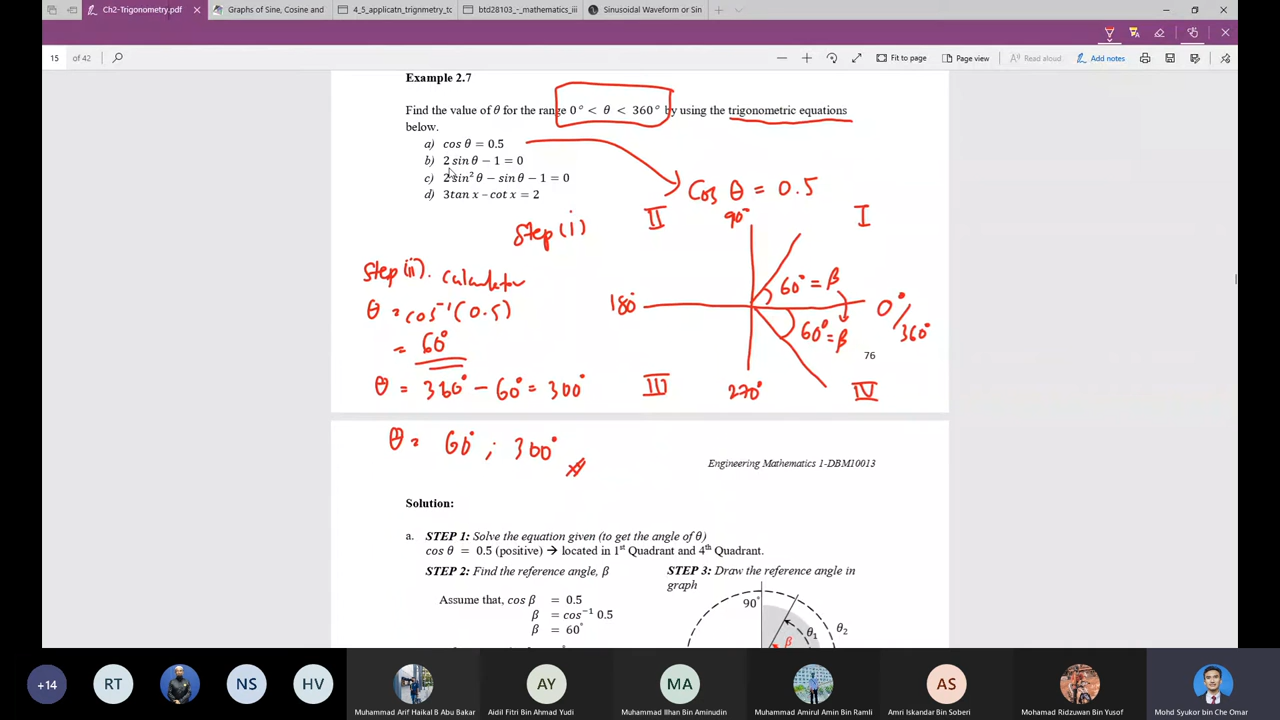 Ch2-Trigonometry.pdf
Graphs of Sine, Cosine and
4_5_applicatn_trignmetry_to
btd28103_-_mathematics_iii
Sinusoidal Waveform or Sin
15 of 42
Fit to page
Page view
Read aloud
Add notes
Example 2.7
Find the value of θ for the range 0° < θ < 360° by using the trigonometric equations
below.
a) cos θ = 0.5
b) 2 sin θ − 1 = 0
c) 2 sin² θ − sin θ − 1 = 0
d) 3tan x – cot x = 2
Cos θ = 0.5
Step (i)
II
90°
I
Step (ii). calculator
θ = cos⁻¹ (0.5)
= 60°
θ = 360° − 60° = 300°
60° = β
180°
0°/360°
60° = β
76
III
270°
IV
θ = 60° ; 300°
Engineering Mathematics 1-DBM10013
Solution:
a. STEP 1: Solve the equation given (to get the angle of θ)
cos θ = 0.5 (positive) → located in 1st Quadrant and 4th Quadrant.
STEP 2: Find the reference angle, β
STEP 3: Draw the reference angle in
graph
Assume that, cos β = 0.5
β = cos⁻¹ 0.5
β = 60°
90°
θ₁
θ₂
β
+14
RT
NS
HV
AY
MA
AS
Muhammad Arif Haikal B Abu Bakar
Aidil Fitri Bin Ahmad Yudi
Muhammad Ilhan Bin Aminudin
Muhammad Amirul Amin Bin Ramli
Amri Iskandar Bin Soberi
Mohamad Ridzuwan Bin Yusof
Mohd Syukor bin Che Omar